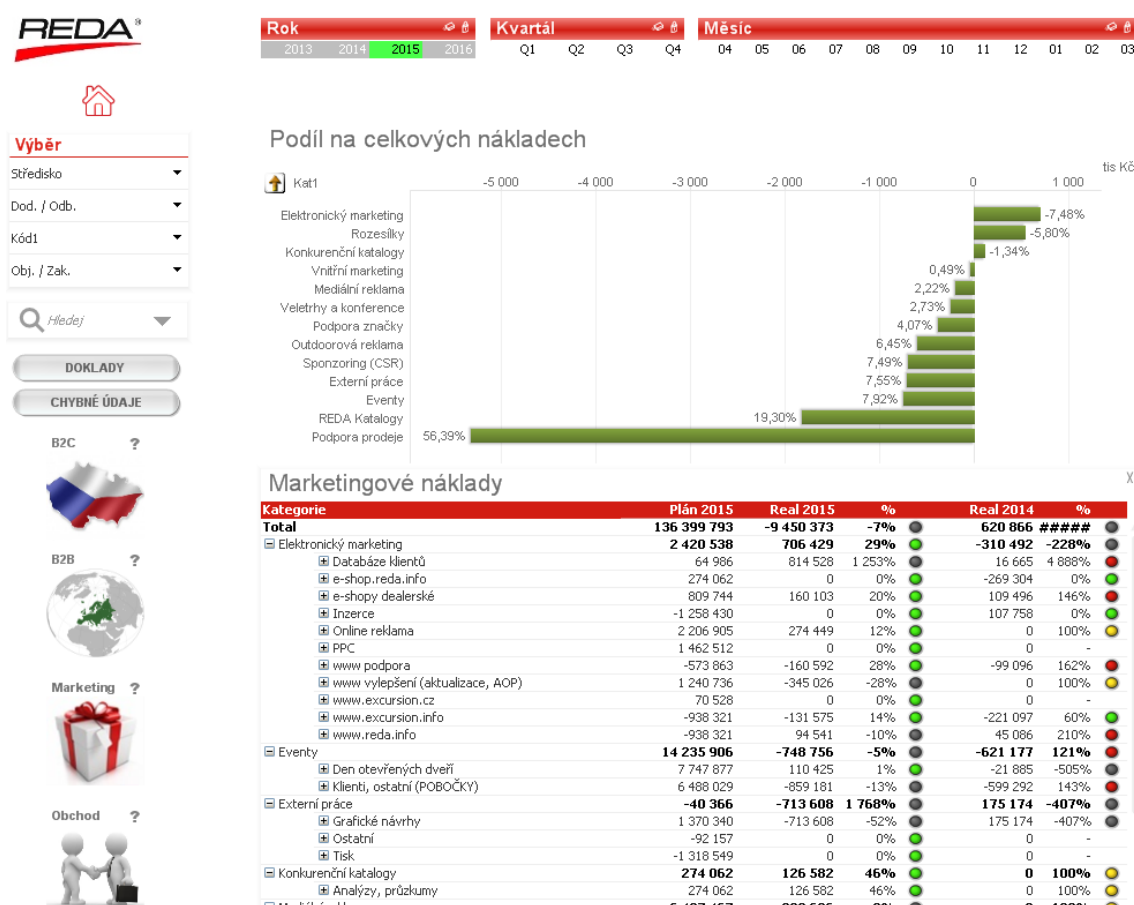 REDA®
Rok
2013 2014 2015 2016
Kvartál
Q1 Q2 Q3 Q4
Měsíc
04 05 06 07 08 09 10 11 12 01 02 03
Výběr
Středisko
Dod. / Odb.
Kód1
Obj. / Zak.
Hledej
DOKLADY
CHYBNÉ ÚDAJE
B2C ?
B2B ?
Marketing ?
Obchod ?
Podíl na celkových nákladech
tis Kč
Kat1 -5 000 -4 000 -3 000 -2 000 -1 000 0 1 000
Elektronický marketing -7,48%
Rozesílky -5,80%
Konkurenční katalogy -1,34%
Vnitřní marketing 0,49%
Mediální reklama 2,22%
Veletrhy a konference 2,73%
Podpora značky 4,07%
Outdoorová reklama 6,45%
Sponzoring (CSR) 7,49%
Externí práce 7,55%
Eventy 7,92%
REDA Katalogy 19,30%
Podpora prodeje 56,39%
Marketingové náklady X
Kategorie Plán 2015 Real 2015 % Real 2014 %
Total 136 399 793 -9 450 373 -7% 620 866 #####
Elektronický marketing 2 420 538 706 429 29% -310 492 -228%
Databáze klientů 64 986 814 528 1 253% 16 665 4 888%
e-shop.reda.info 274 062 0 0% -269 304 0%
e-shopy dealerské 809 744 160 103 20% 109 496 146%
Inzerce -1 258 430 0 0% 107 758 0%
Online reklama 2 206 905 274 449 12% 0 100%
PPC 1 462 512 0 0% 0 -
www podpora -573 863 -160 592 28% -99 096 162%
www vylepšení (aktualizace, AOP) 1 240 736 -345 026 -28% 0 100%
www.excursion.cz 70 528 0 0% 0 -
www.excursion.info -938 321 -131 575 14% -221 097 60%
www.reda.info -938 321 94 541 -10% 45 086 210%
Eventy 14 235 906 -748 756 -5% -621 177 121%
Den otevřených dveří 7 747 877 110 425 1% -21 885 -505%
Klienti, ostatní (POBOČKY) 6 488 029 -859 181 -13% -599 292 143%
Externí práce -40 366 -713 608 1 768% 175 174 -407%
Grafické návrhy 1 370 340 -713 608 -52% 175 174 -407%
Ostatní -92 157 0 0% 0 -
Tisk -1 318 549 0 0% 0 -
Konkurenční katalogy 274 062 126 582 46% 0 100%
Analýzy, průzkumy 274 062 126 582 46% 0 100%